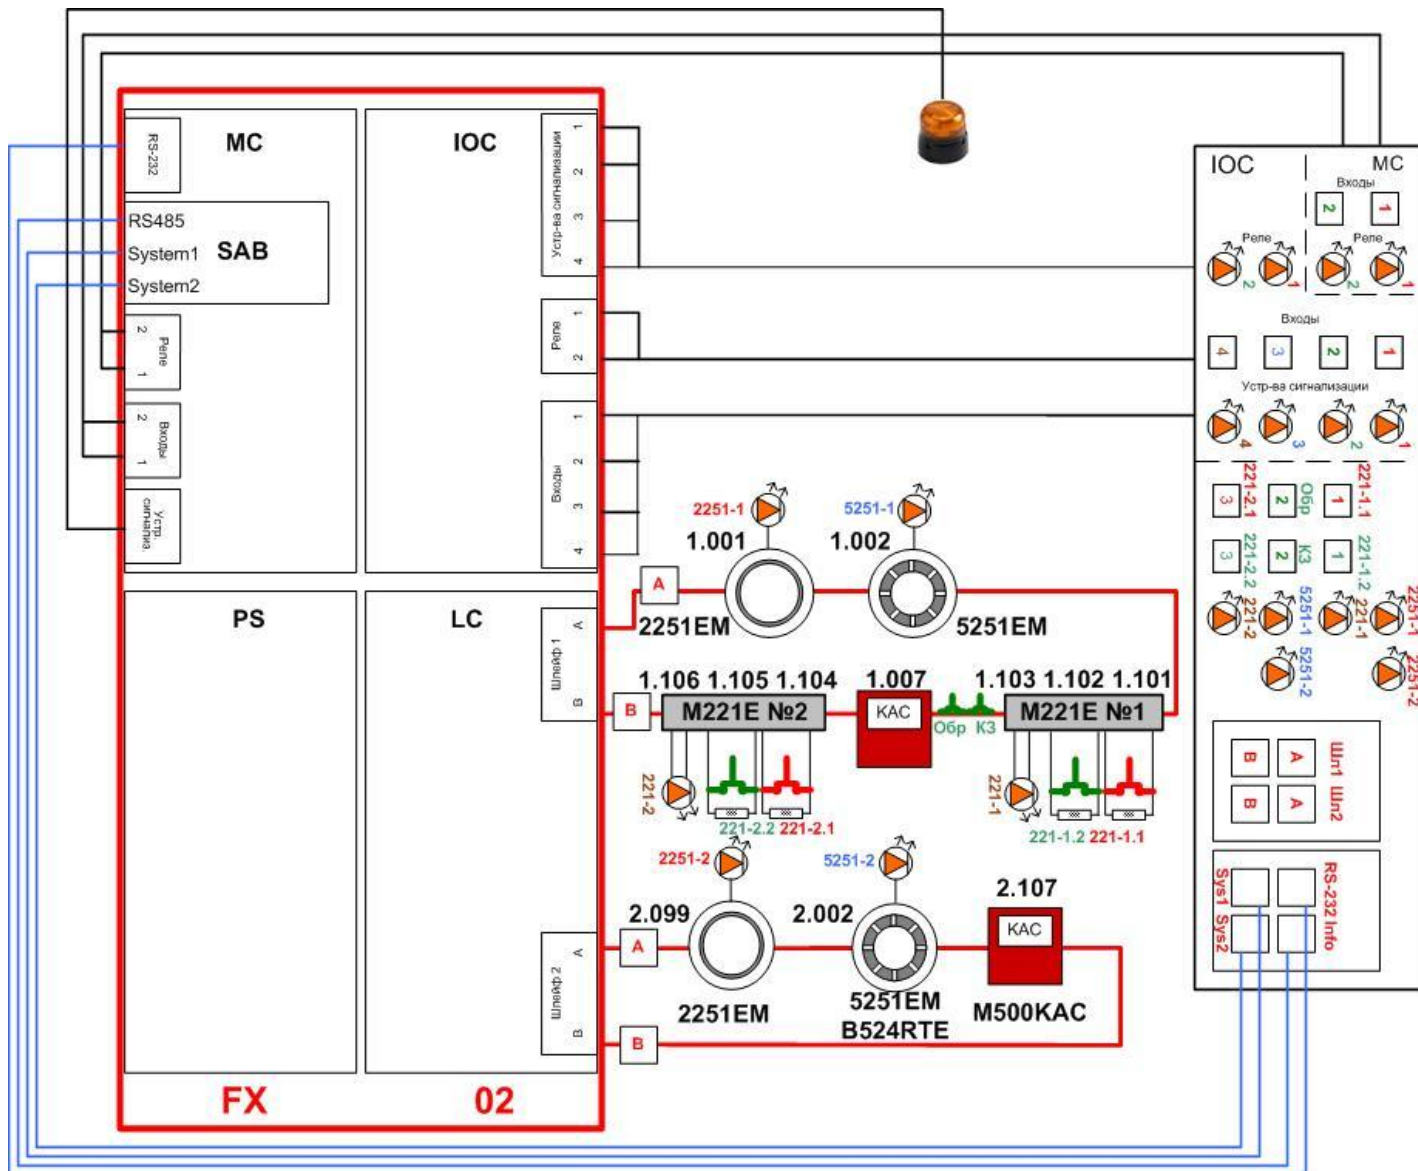 MC
IOC
RS-232
RS485
System1
System2
SAB
2
1
Реле
2
1
Входы
Устр.
сигнализ.
Устр-ва сигнализации
1
2
3
4
Реле
1
2
Входы
1
2
3
4
PS
LC
Шлейф 1
A
B
Шлейф 2
A
B
FX
02
A
2251-1
1.001
2251EM
5251-1
1.002
5251EM
B
1.106 1.105 1.104
M221E №2
221-2
221-2.2 221-2.1
1.007
КАС
Обр КЗ
1.103 1.102 1.101
M221E №1
221-1
221-1.2 221-1.1
A
2251-2
2.099
2251EM
5251-2
2.002
5251EM
B524RTE
2.107
КАС
M500KAC
B
IOC
MC
Входы
2 1
Реле
2 1
Реле
2 1
Входы
4 3 2 1
Устр-ва сигнализации
4 3 2 1
3 221-2.1 2 Обр 1 221-1.1
3 221-2.2 2 КЗ 1 221-1.2
221-2 5251-1 221-1 2251-1
5251-2 2251-2
B A Шл1
B A Шл2
Sys1 RS-232
Sys2 Info